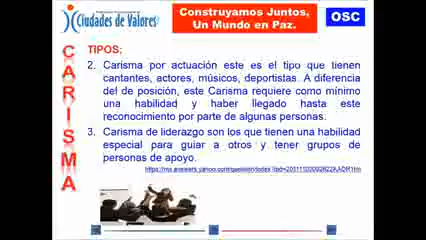 Ciudades de Valores
Construyamos Juntos,
Un Mundo en Paz.
OSC
CARISMA
TIPOS:
2. Carisma por actuación este es el tipo que tienen
cantantes, actores, músicos, deportistas. A diferencia
del de posición, este Carisma requiere como mínimo
una habilidad y haber llegado hasta este
reconocimiento por parte de algunas personas.
3. Carisma de liderazgo son los que tienen una habilidad
especial para guiar a otros y tener grupos de
personas de apoyo.